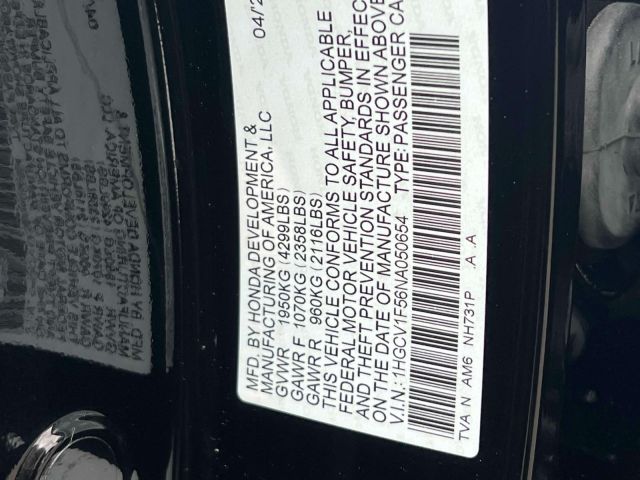 04/2
MFD. BY HONDA DEVELOPMENT &
MANUFACTURING OF AMERICA, LLC
GVWR 1950KG (4299LBS)
GAWR F 1070KG (2358LBS)
GAWR R 960KG (2116LBS)
THIS VEHICLE CONFORMS TO ALL APPLICABLE
FEDERAL MOTOR VEHICLE SAFETY, BUMPER,
AND THEFT PREVENTION STANDARDS IN EFFEC
ON THE DATE OF MANUFACTURE SHOWN ABOVE
V.I.N.:1HGCV1F56NA050654 TYPE:PASSENGER CA
TVA N AM6 NH731P A .A